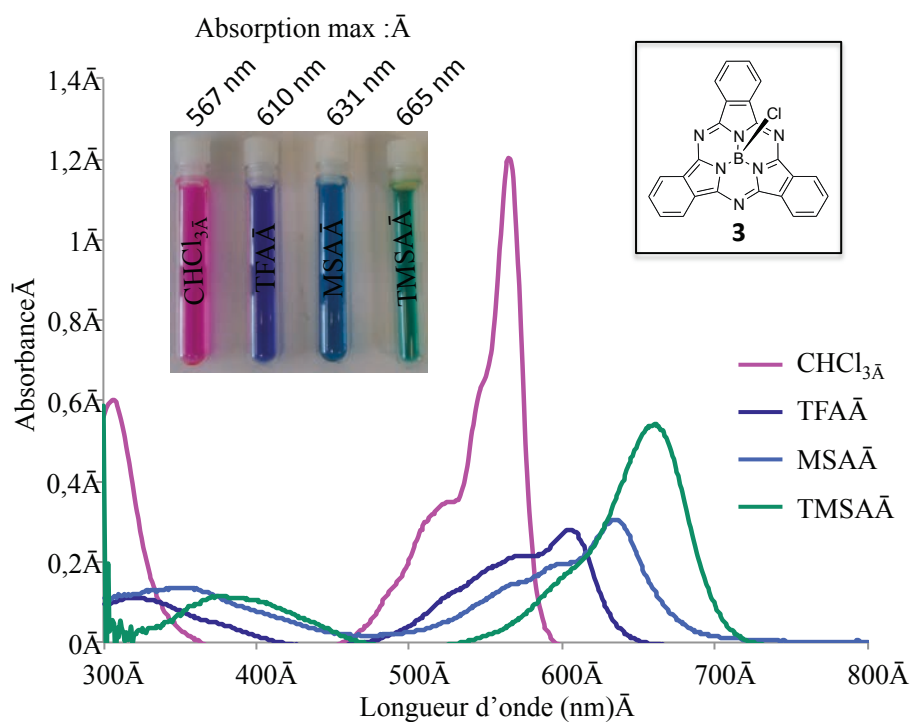 Absorption max :Ā
567 nm
610 nm
631 nm
665 nm
CHCl₃Ā
TFAĀ
MSAĀ
TMSAĀ
AbsorbanceĀ
1,4Ā
1,2Ā
1Ā
0,8Ā
0,6Ā
0,4Ā
0,2Ā
0Ā
300Ā 400Ā 500Ā 600Ā 700Ā 800Ā
Longueur d’onde (nm)Ā
Cl
N N
N B N
N
3
CHCl₃Ā
TFAĀ
MSAĀ
TMSAĀ